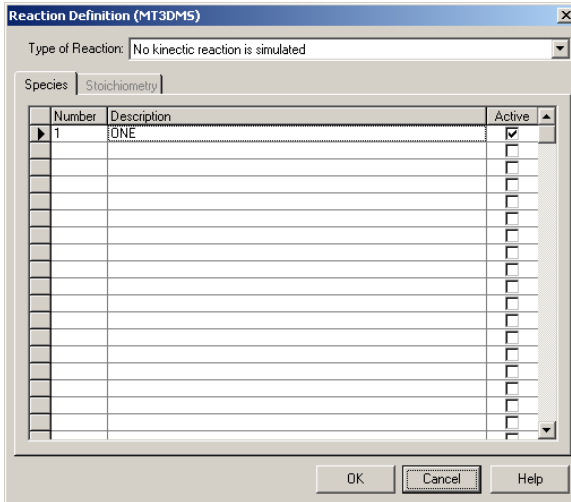 Reaction Definition (MT3DMS)
Type of Reaction: No kinectic reaction is simulated
Species Stoichiometry
Number Description Active
1 ONE
OK Cancel Help